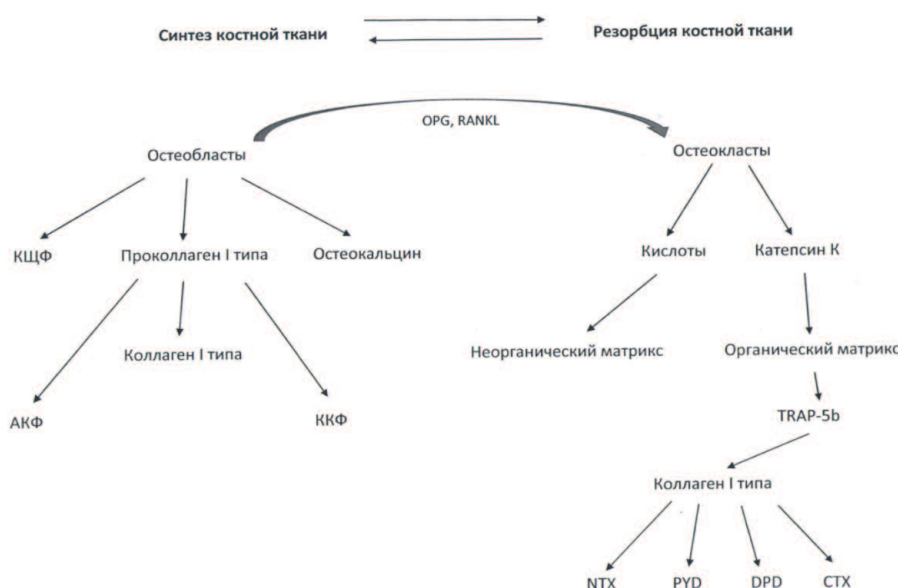 Синтез костной ткани
Резорбция костной ткани
OPG, RANKL
Остеобласты
Остеокласты
КЩФ
Проколлаген I типа
Остеокальцин
Кислоты
Катепсин К
Коллаген I типа
Неорганический матрикс
Органический матрикс
АКФ
ККФ
TRAP-5b
Коллаген I типа
NTX
PYD
DPD
CTX